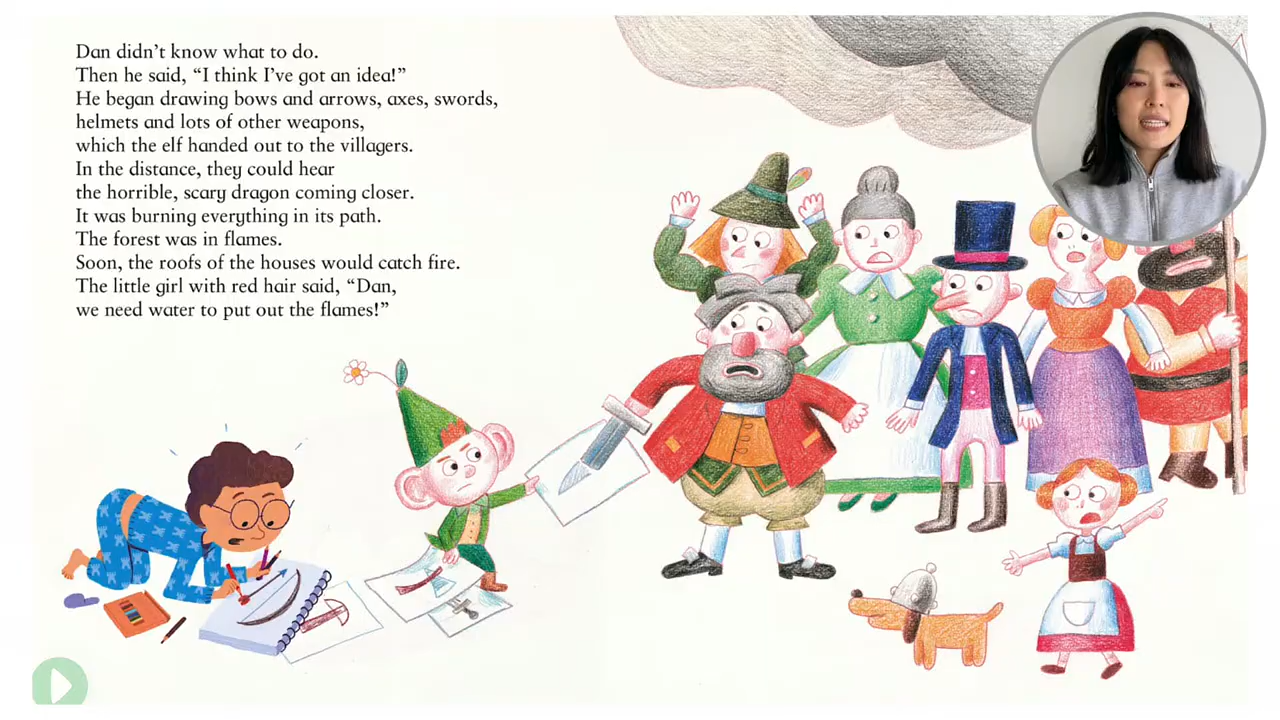 Dan didn’t know what to do.
Then he said, “I think I’ve got an idea!”
He began drawing bows and arrows, axes, swords,
helmets and lots of other weapons,
which the elf handed out to the villagers.
In the distance, they could hear
the horrible, scary dragon coming closer.
It was burning everything in its path.
The forest was in flames.
Soon, the roofs of the houses would catch fire.
The little girl with red hair said, “Dan,
we need water to put out the flames!”